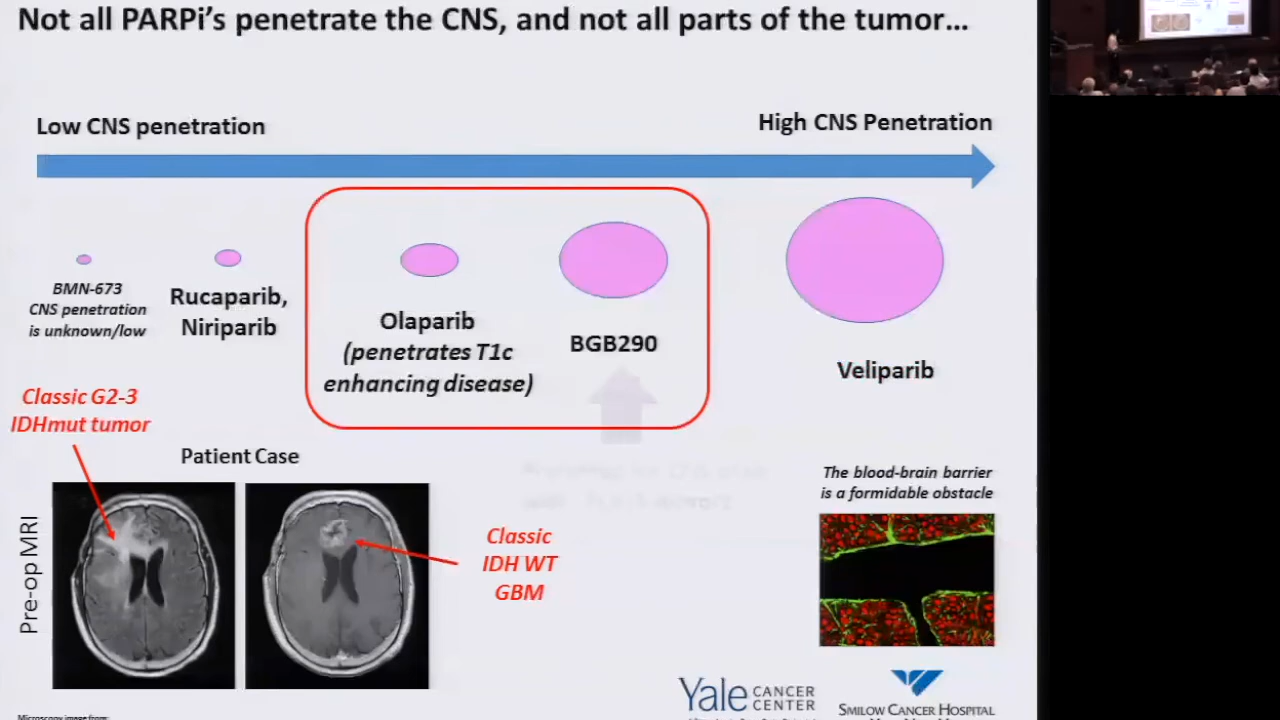 Not all PARPi's penetrate the CNS, and not all parts of the tumor...
Low CNS penetration
High CNS Penetration
BMN-673
CNS penetration
is unknown/low
Rucaparib,
Niriparib
Olaparib
(penetrates T1c
enhancing disease)
BGB290
Veliparib
Classic G2-3
IDHmut tumor
Patient Case
Pre-op MRI
Classic
IDH WT
GBM
The blood-brain barrier
is a formidable obstacle
Yale CANCER
CENTER
SMILOW CANCER HOSPITAL
Microscopy image from: